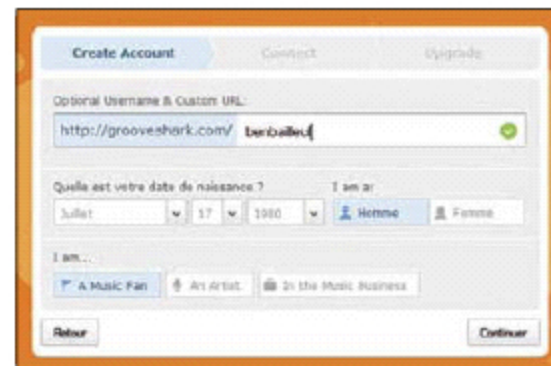 Create Account Connect Upgrade
Optional Username & Custom URL:
http://grooveshark.com/ benbailleul
Quelle est votre date de naissance ? I am a:
Juillet 17 1980 Homme Femme
I am...
A Music Fan An Artist In the Music Business
Retour Continuer